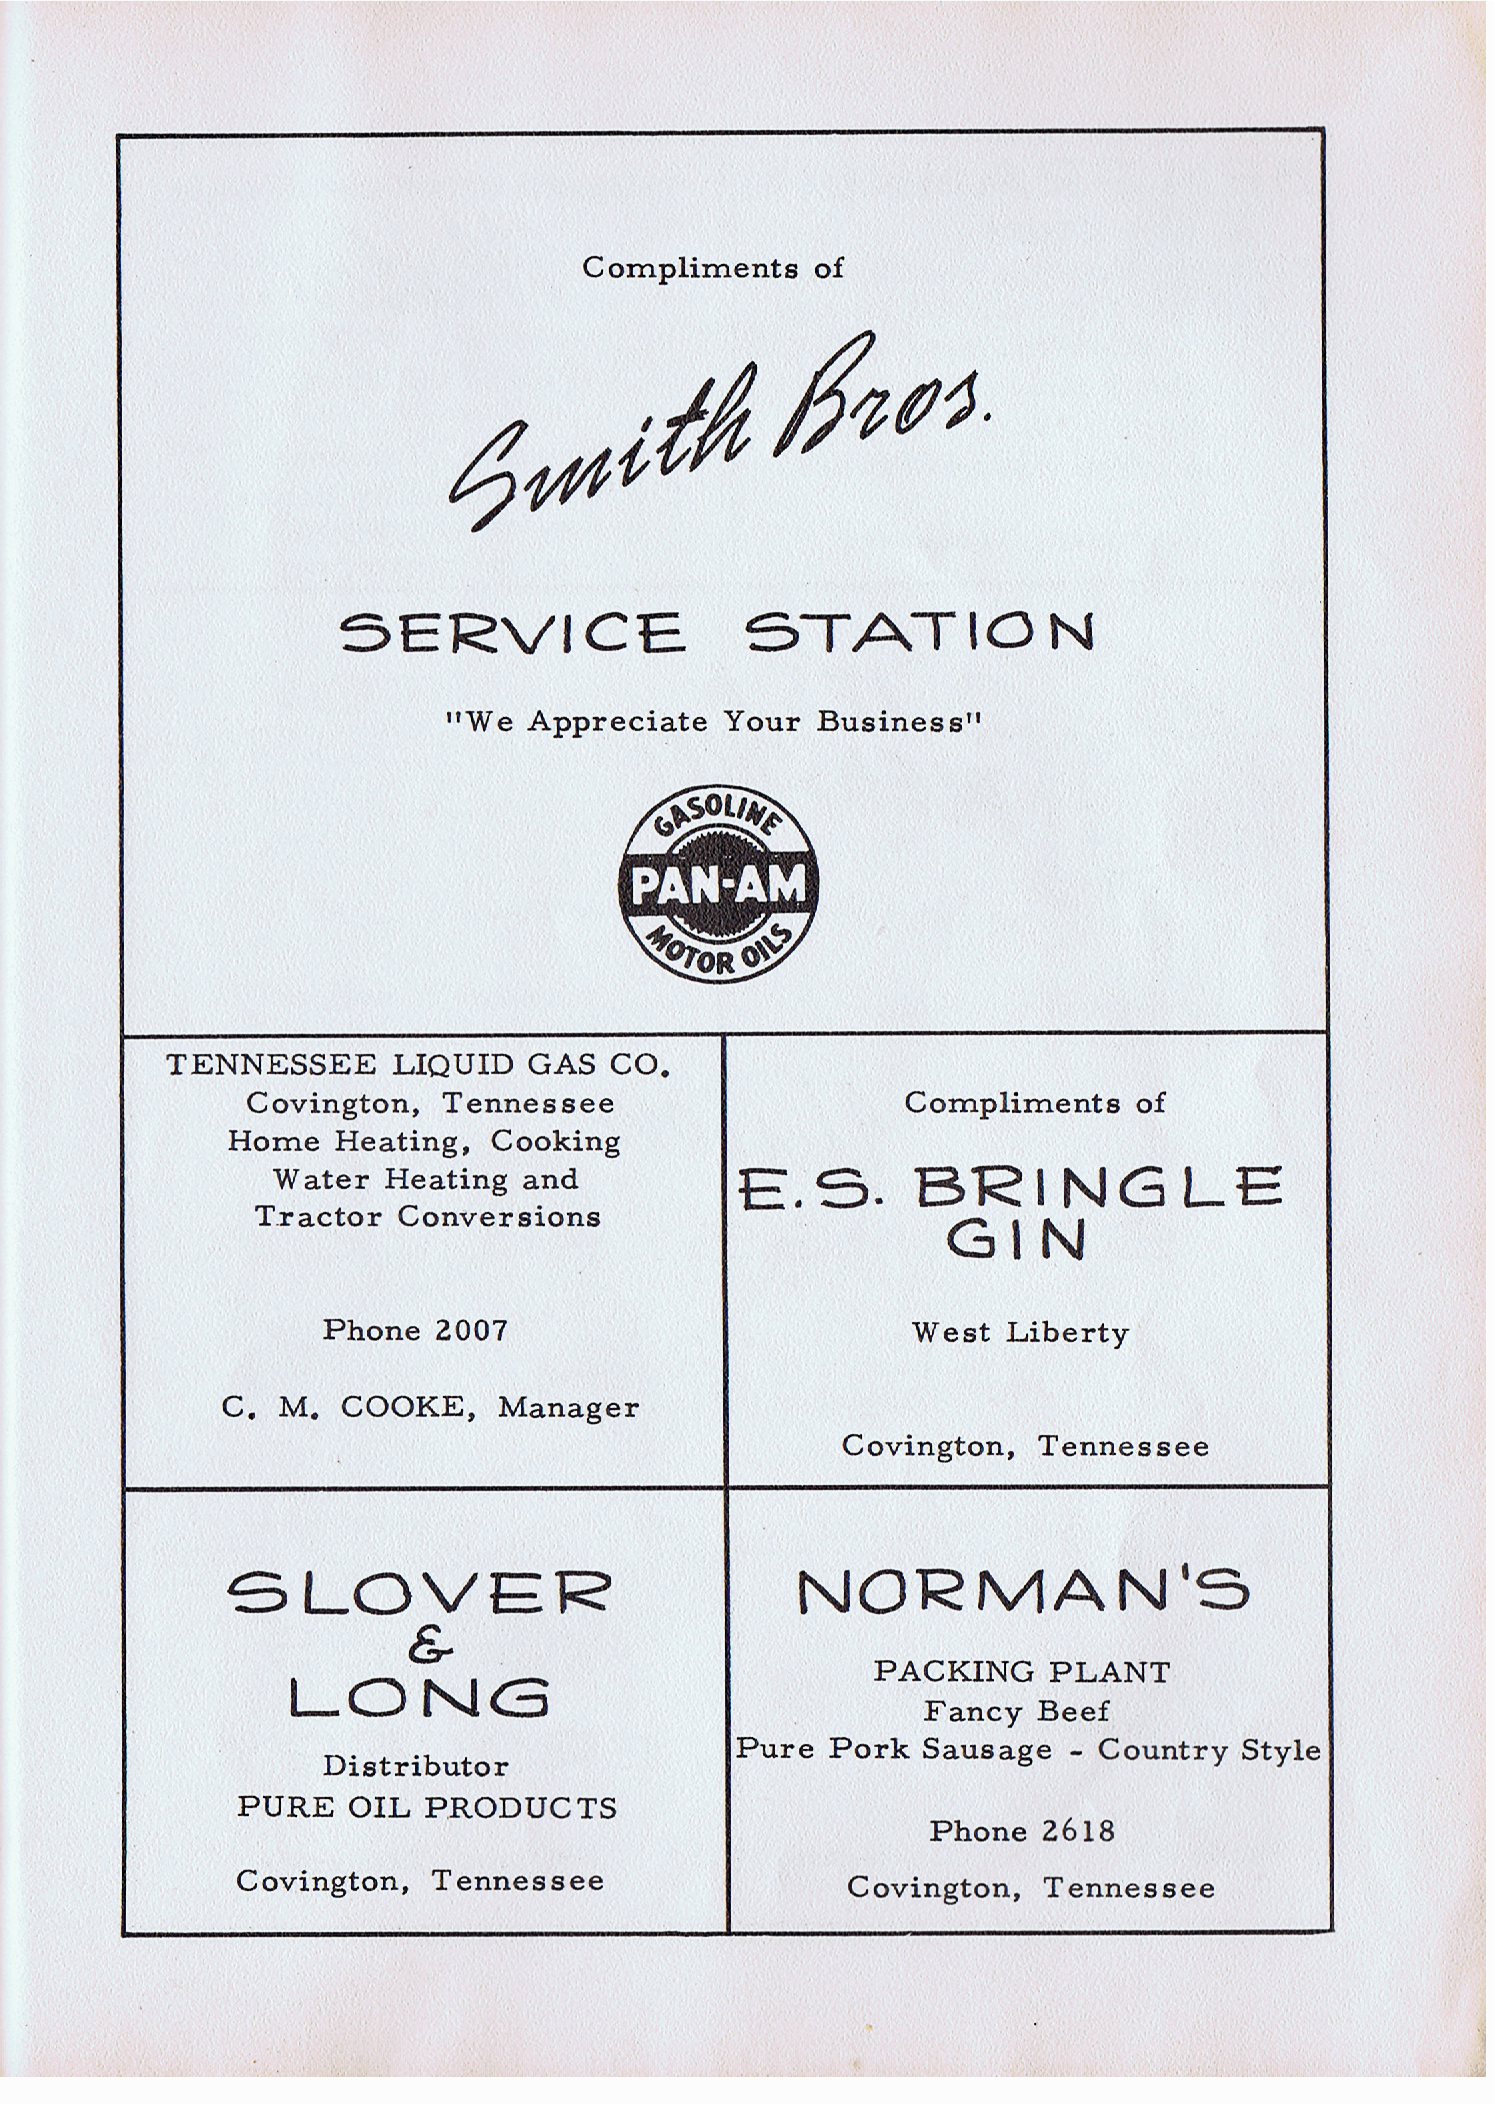 Compliments of
Smith Bros.
SERVICE STATION
"We Appreciate Your Business"
GASOLINE
PAN-AM
MOTOR OILS
TENNESSEE LIQUID GAS CO.
Covington, Tennessee
Home Heating, Cooking
Water Heating and
Tractor Conversions
Phone 2007
C. M. COOKE, Manager
Compliments of
E.S. BRINGLE
GIN
West Liberty
Covington, Tennessee
SLOVER
&
LONG
Distributor
PURE OIL PRODUCTS
Covington, Tennessee
NORMAN'S
PACKING PLANT
Fancy Beef
Pure Pork Sausage - Country Style
Phone 2618
Covington, Tennessee